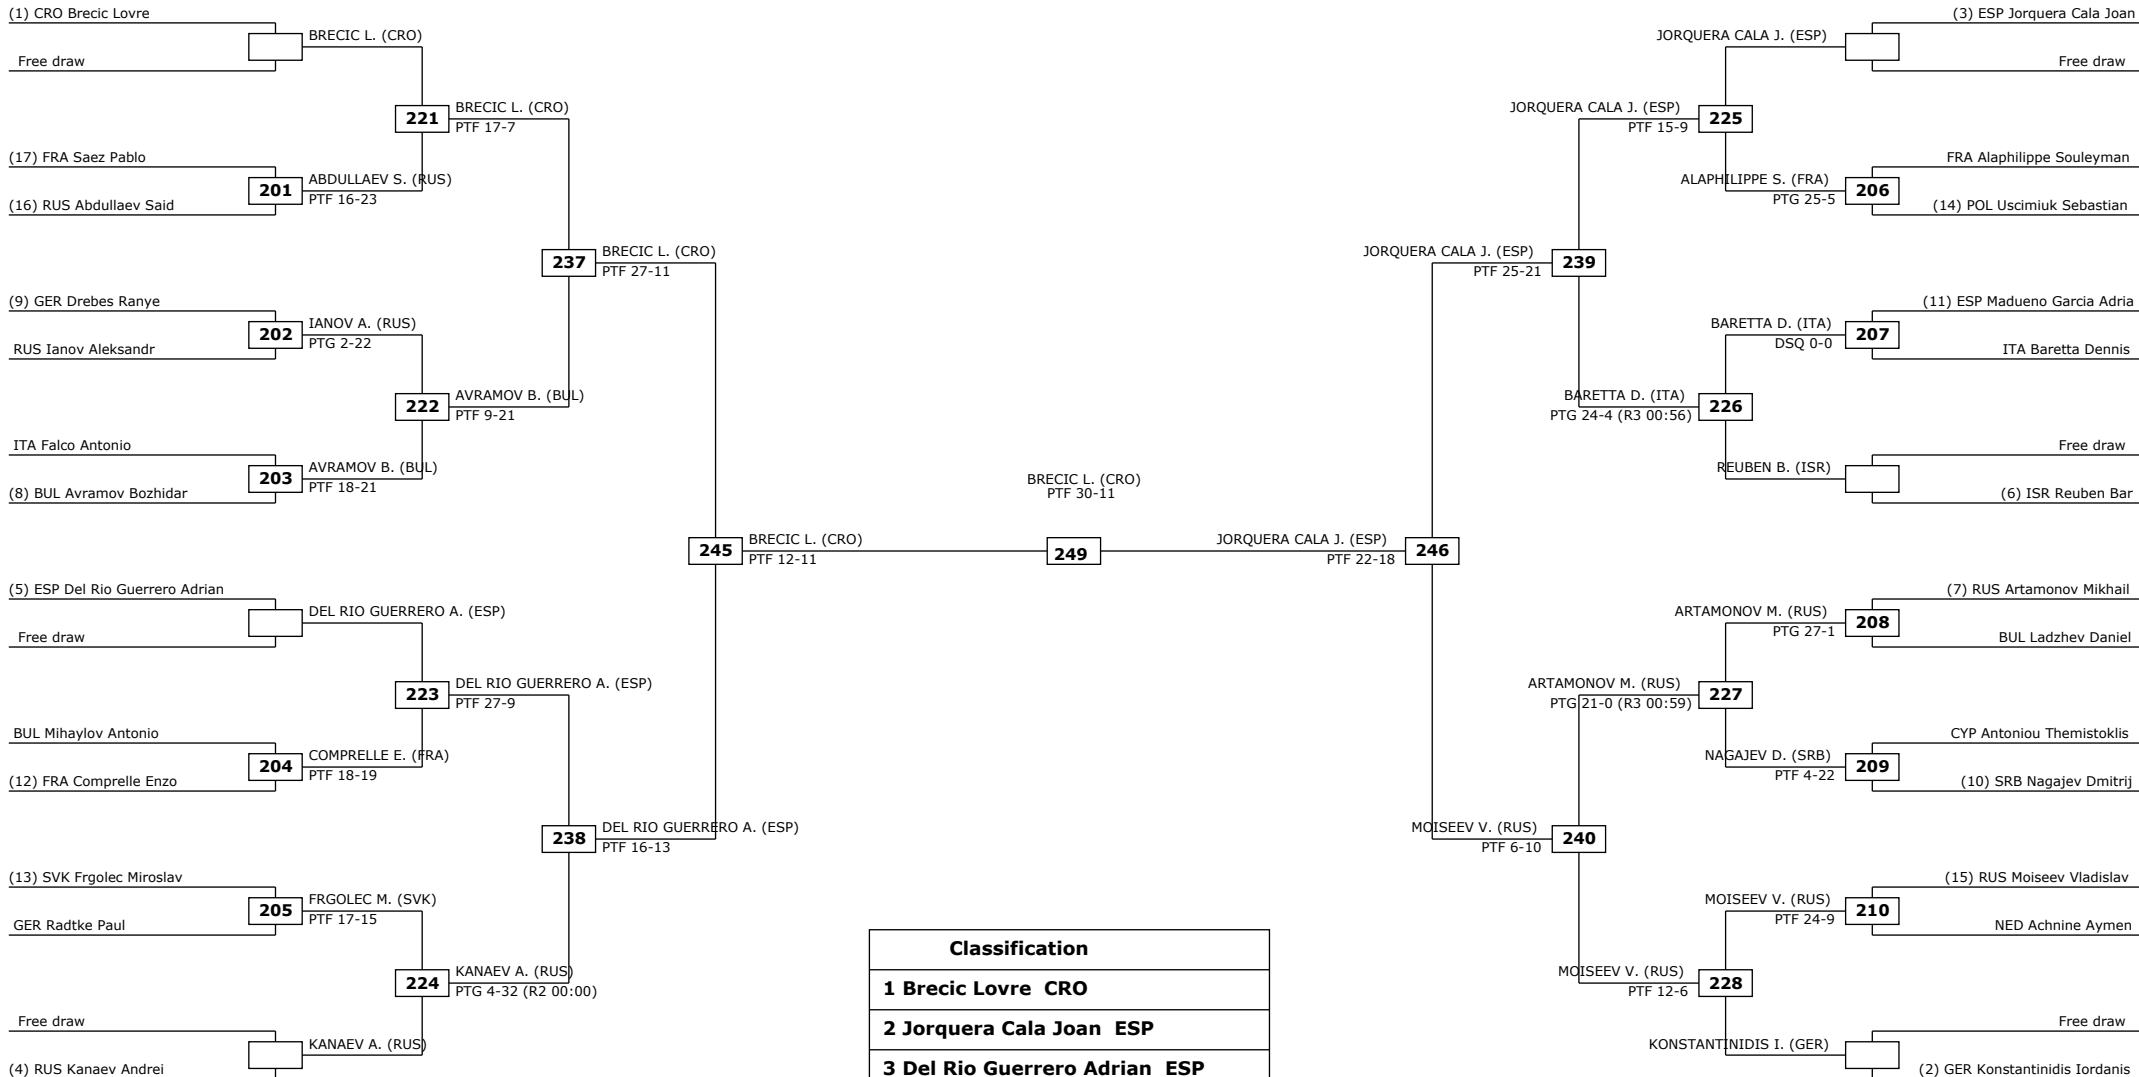 (1) CRO Brecic Lovre
Free draw
BRECIC L. (CRO)
221
BRECIC L. (CRO)
PTF 17-7
(17) FRA Saez Pablo
(16) RUS Abdullaev Said
201
ABDULLAEV S. (RUS)
PTF 16-23
237
BRECIC L. (CRO)
PTF 27-11
(9) GER Drebes Ranye
RUS Ianov Aleksandr
202
IANOV A. (RUS)
PTG 2-22
222
AVRAMOV B. (BUL)
PTF 9-21
ITA Falco Antonio
(8) BUL Avramov Bozhidar
203
AVRAMOV B. (BUL)
PTF 18-21
245
BRECIC L. (CRO)
PTF 12-11
(5) ESP Del Rio Guerrero Adrian
Free draw
DEL RIO GUERRERO A. (ESP)
223
DEL RIO GUERRERO A. (ESP)
PTF 27-9
BUL Mihaylov Antonio
(12) FRA Comprelle Enzo
204
COMPRELLE E. (FRA)
PTF 18-19
238
DEL RIO GUERRERO A. (ESP)
PTF 16-13
(13) SVK Frgolec Miroslav
GER Radtke Paul
205
FRGOLEC M. (SVK)
PTF 17-15
224
KANAEV A. (RUS)
PTG 4-32 (R2 00:00)
Free draw
(4) RUS Kanaev Andrei
KANAEV A. (RUS)
BRECIC L. (CRO)
PTF 30-11
249
Classification
1 Brecic Lovre CRO
2 Jorquera Cala Joan ESP
3 Del Rio Guerrero Adrian ESP
(3) ESP Jorquera Cala Joan
Free draw
JORQUERA CALA J. (ESP)
JORQUERA CALA J. (ESP)
PTF 15-9
225
FRA Alaphilippe Souleyman
(14) POL Uscimiuk Sebastian
ALAPHILIPPE S. (FRA)
PTG 25-5
206
JORQUERA CALA J. (ESP)
PTF 25-21
239
(11) ESP Madueno Garcia Adria
ITA Baretta Dennis
BARETTA D. (ITA)
DSQ 0-0
207
BARETTA D. (ITA)
PTG 24-4 (R3 00:56)
226
Free draw
(6) ISR Reuben Bar
REUBEN B. (ISR)
JORQUERA CALA J. (ESP)
PTF 22-18
246
(7) RUS Artamonov Mikhail
BUL Ladzhev Daniel
ARTAMONOV M. (RUS)
PTG 27-1
208
ARTAMONOV M. (RUS)
PTG 21-0 (R3 00:59)
227
CYP Antoniou Themistoklis
(10) SRB Nagajev Dmitrij
NAGAJEV D. (SRB)
PTF 4-22
209
MOISEEV V. (RUS)
PTF 6-10
240
(15) RUS Moiseev Vladislav
NED Achnine Aymen
MOISEEV V. (RUS)
PTF 24-9
210
MOISEEV V. (RUS)
PTF 12-6
228
Free draw
(2) GER Konstantinidis Iordanis
KONSTANTINIDIS I. (GER)